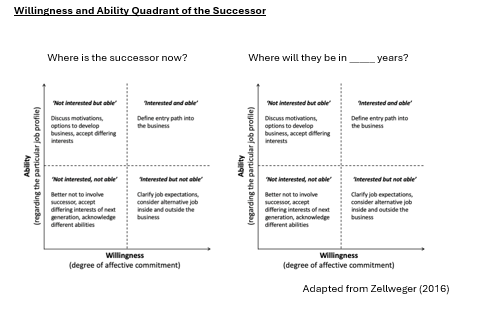 Willingness and Ability Quadrant of the Successor
Where is the successor now?
Where will they be in _____ years?
Ability
(regarding the particular job profile)
'Not interested but able'
Discuss motivations,
options to develop
business, accept differing
interests
'Interested and able'
Define entry path into
the business
'Not interested, not able'
Better not to involve
successor, accept
differing interests of next
generation, acknowledge
different abilities
'Interested but not able'
Clarify job expectations,
consider alternative job
inside and outside the
business
Willingness
(degree of affective commitment)
Ability
(regarding the particular job profile)
'Not interested but able'
Discuss motivations,
options to develop
business, accept differing
interests
'Interested and able'
Define entry path into
the business
'Not interested, not able'
Better not to involve
successor, accept
differing interests of next
generation, acknowledge
different abilities
'Interested but not able'
Clarify job expectations,
consider alternative job
inside and outside the
business
Willingness
(degree of affective commitment)
Adapted from Zellweger (2016)